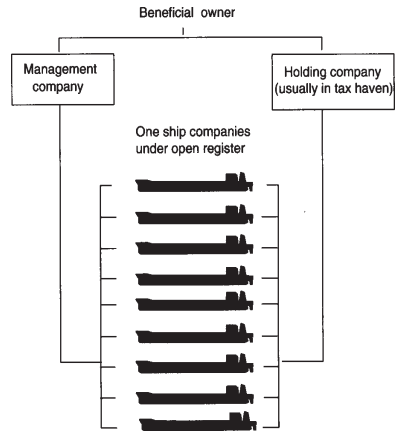 Beneficial owner
Management
company
Holding company
(usually in tax haven)
One ship companies
under open register